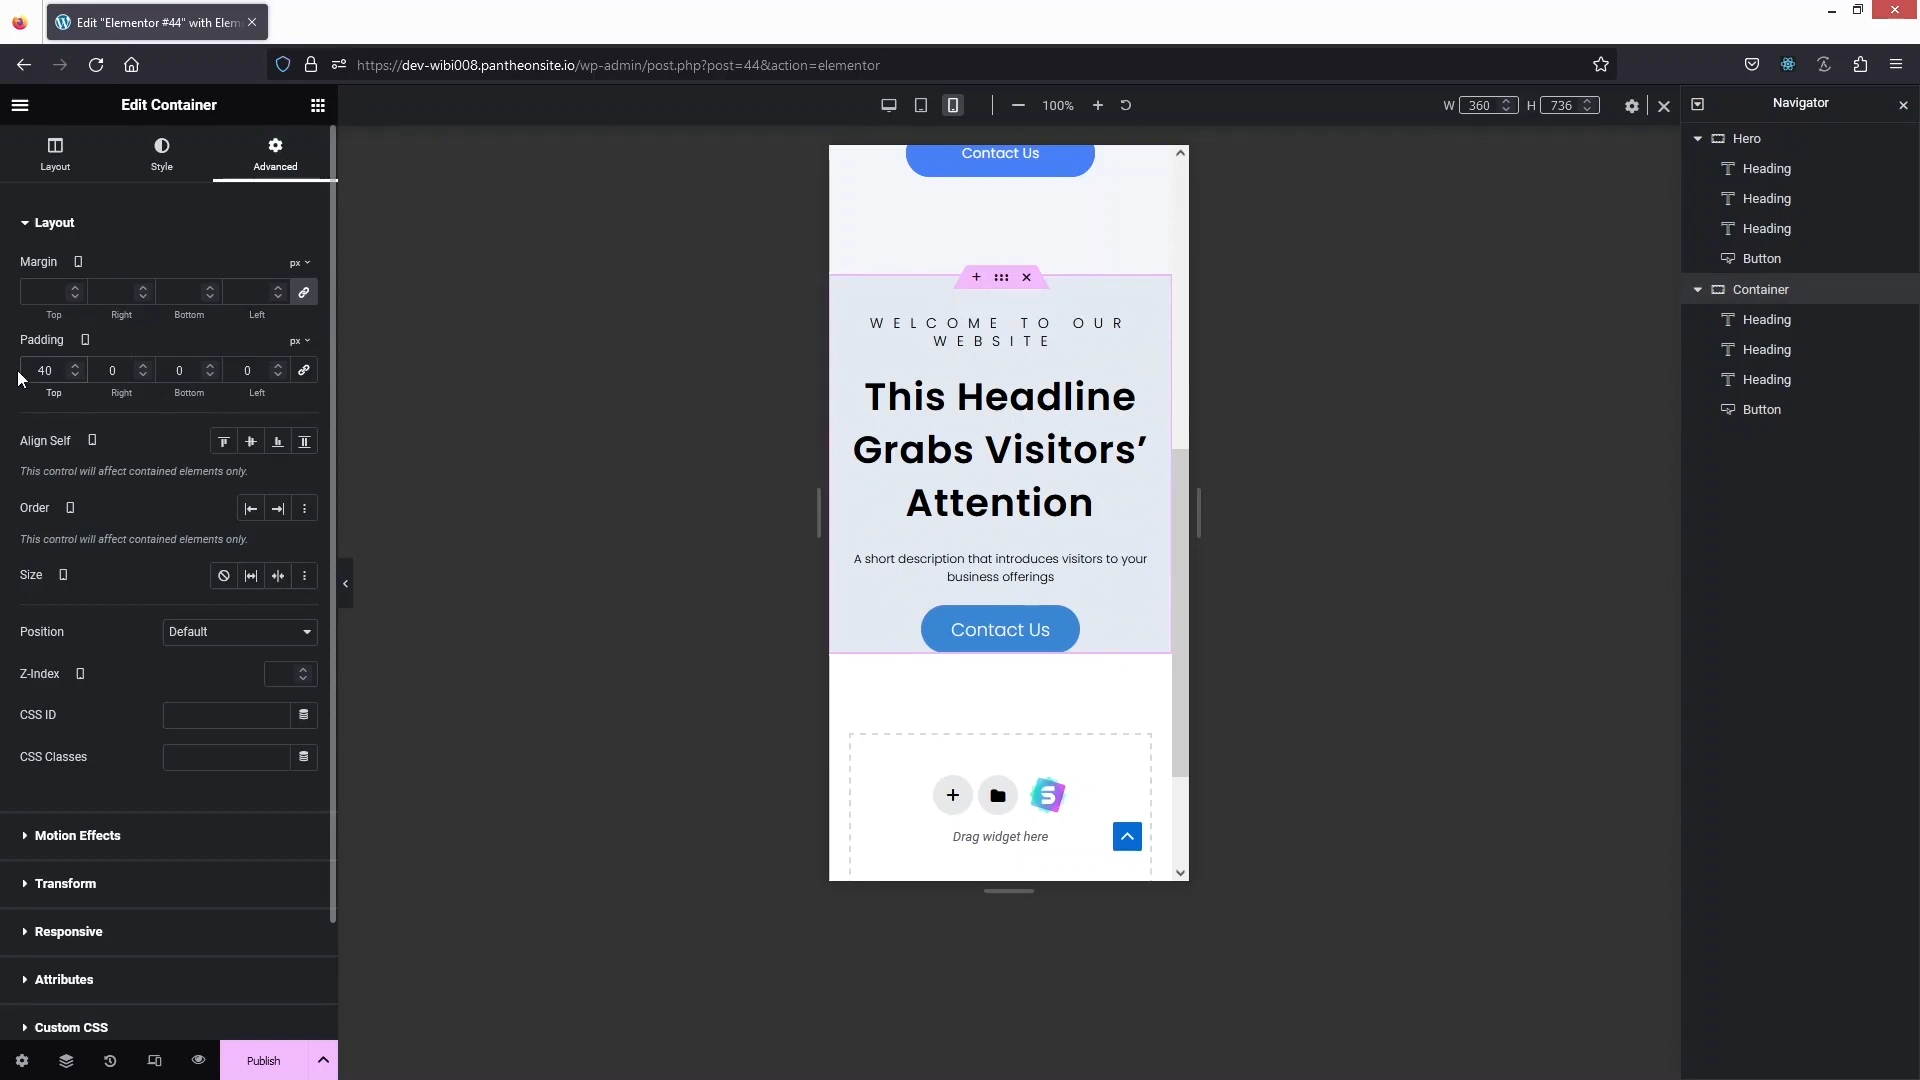 Edit "Elementor #44" with Elem
https://dev-wibi008.pantheonsite.io/wp-admin/post.php?post=44&action=elementor
Edit Container
100%
W 360
H 736
Navigator
Layout
Style
Advanced
Layout
Margin
px
Top
Right
Bottom
Left
Padding
px
40
0
0
0
Top
Right
Bottom
Left
Align Self
This control will affect contained elements only.
Order
This control will affect contained elements only.
Size
Position
Default
Z-Index
CSS ID
CSS Classes
Motion Effects
Transform
Responsive
Attributes
Custom CSS
Publish
Contact Us
WELCOME TO OUR
WEBSITE
This Headline
Grabs Visitors’
Attention
A short description that introduces visitors to your
business offerings
Contact Us
Drag widget here
Hero
Heading
Heading
Heading
Button
Container
Heading
Heading
Heading
Button